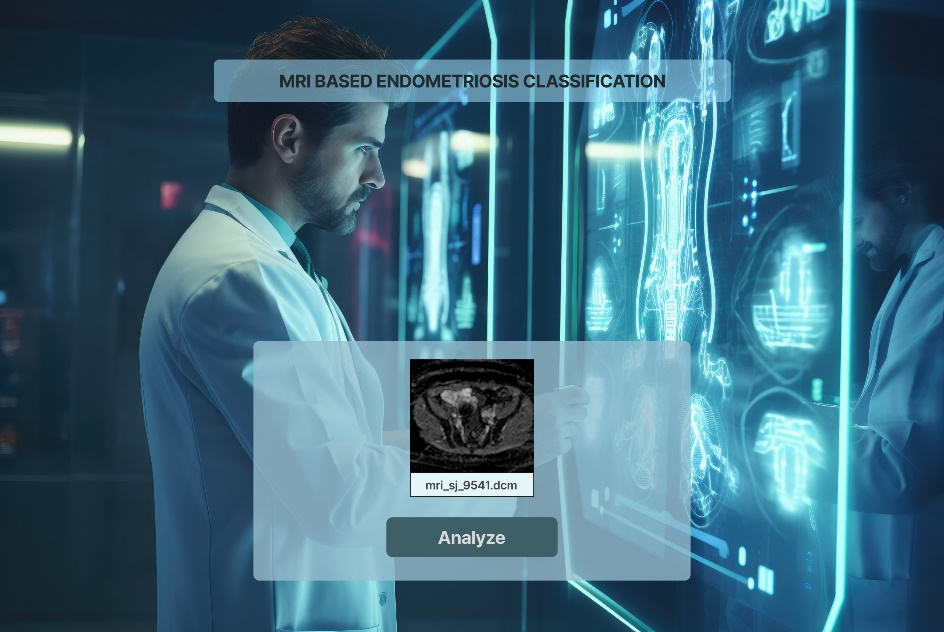 MRI BASED ENDOMETRIOSIS CLASSIFICATION
mri_sj_9541.dcm
Analyze